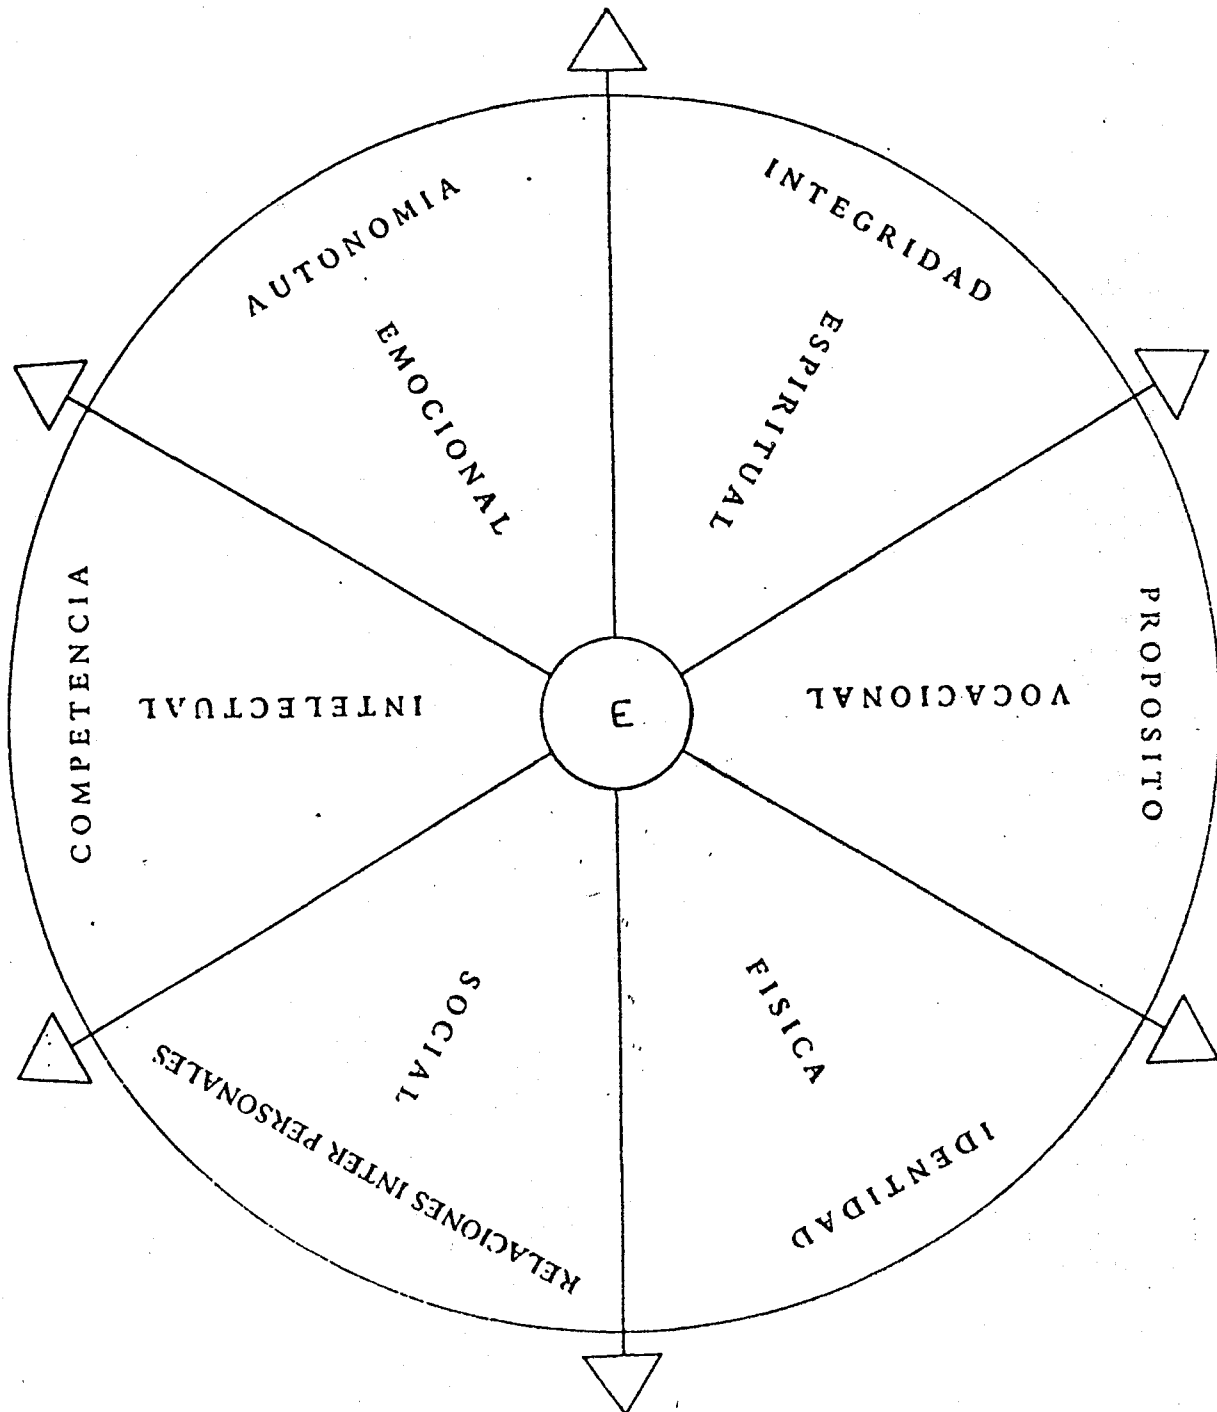 INTEGRIDAD
ESPIRITUAL
PROPOSITO
VOCACIONAL
IDENTIDAD
FISICA
RELACIONES INTER PERSONALES
SOCIAL
COMPETENCIA
INTELECTUAL
AUTONOMIA
EMOCIONAL
E